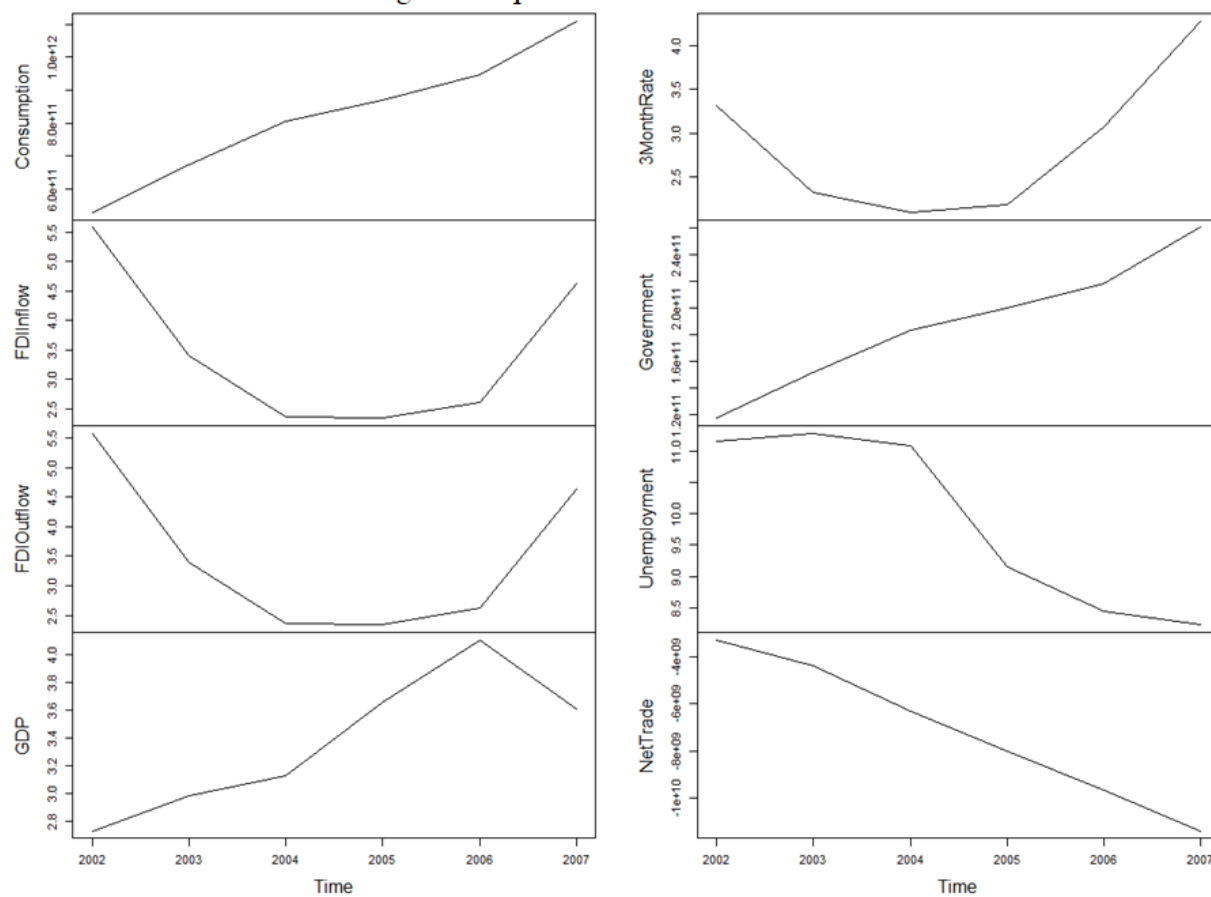 Consumption
6.0e+11 8.0e+11 1.0e+12
FDIInflow
2.5 3.0 3.5 4.0 4.5 5.0 5.5
FDIOutflow
2.5 3.0 3.5 4.0 4.5 5.0 5.5
GDP
2.8 3.0 3.2 3.4 3.6 3.8 4.0
2002 2003 2004 2005 2006 2007
Time
3MonthRate
2.5 3.0 3.5 4.0
Government
1.2e+11 1.6e+11 2.0e+11 2.4e+11
Unemployment
8.5 9.0 9.5 10.0 11.0
NetTrade
-1e+10 -8e+09 -6e+09 -4e+09
2002 2003 2004 2005 2006 2007
Time